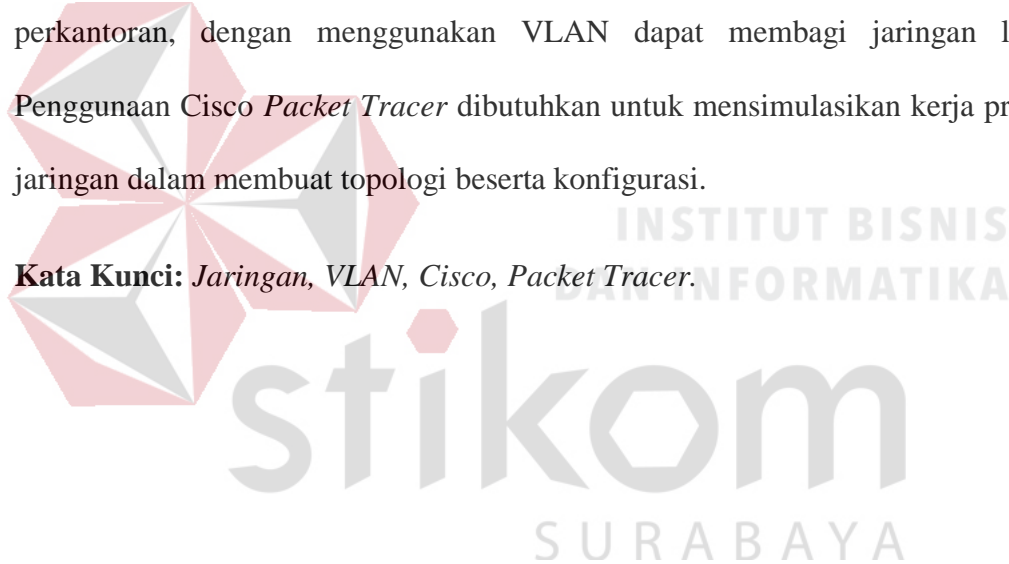 perkantoran, dengan menggunakan VLAN dapat membagi jaringan l
Penggunaan Cisco Packet Tracer dibutuhkan untuk mensimulasikan kerja pr
jaringan dalam membuat topologi beserta konfigurasi.
INSTITUT BISNIS
Kata Kunci: Jaringan, VLAN, Cisco, Packet Tracer.
DAN INFORMATIKA
stikom
SURABAYA